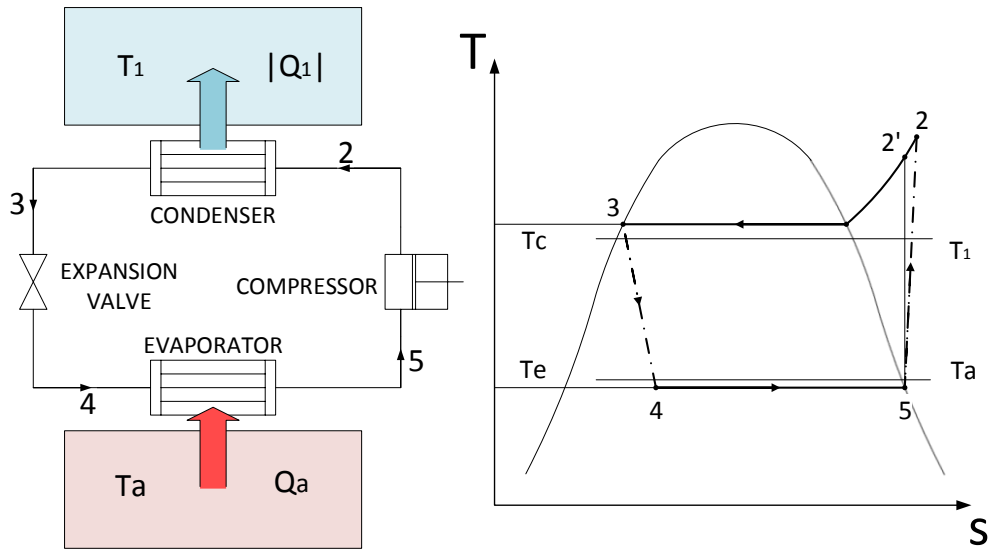 T1 |Q1|
2
3
CONDENSER
EXPANSION
VALVE
COMPRESSOR
EVAPORATOR
5
4
Ta Qa
T
2
2'
3
Tc
T1
Te
Ta
4
5
S